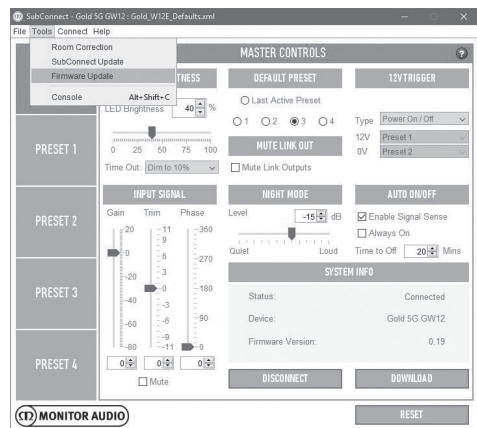 SubConnect - Gold 5G GW12 : Gold_W12E_Defaults.xml
File Tools Connect Help
Room Correction
SubConnect Update
Firmware Update
Console Alt+Shift+C
MASTER CONTROLS
?
TNESS
LED Brightness 40 %
0 25 50 75 100
Time Out: Dim to 10%
DEFAULT PRESET
Last Active Preset
1 2 3 4
MUTE LINK OUT
Mute Link Outputs
12V TRIGGER
Type Power On / Off
12V Preset 1
0V Preset 2
PRESET 1
PRESET 2
PRESET 3
PRESET 4
INPUT SIGNAL
Gain Trim Phase
20 11 360
9
0 6 270
3
-20 0 180
-3
-40
-6 90
-60
-9
-80 -11 0
0 0 0
Mute
NIGHT MODE
Level -15 dB
Quiet Loud
AUTO ON/OFF
Enable Signal Sense
Always On
Time to Off 20 Mins
SYSTEM INFO
Status: Connected
Device: Gold 5G GW12
Firmware Version: 0.19
DISCONNECT
DOWNLOAD
MONITOR AUDIO
RESET